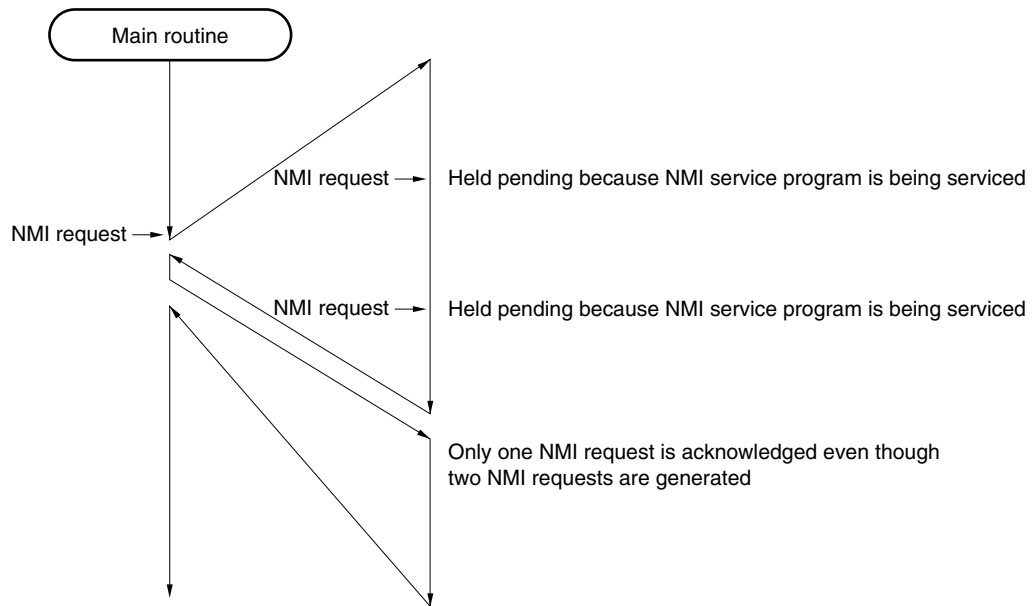 Main routine
NMI request
Held pending because NMI service program is being serviced
NMI request
NMI request
Held pending because NMI service program is being serviced
Only one NMI request is acknowledged even though
two NMI requests are generated